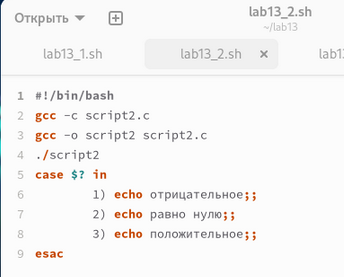 Открыть
lab13_2.sh
~/lab13
lab13_1.sh
lab13_2.sh ×
lab13
1 #!/bin/bash
2 gcc -c script2.c
3 gcc -o script2 script2.c
4 ./script2
5 case $? in
6 1) echo отрицательное;;
7 2) echo равно нулю;;
8 3) echo положительное;;
9 esac